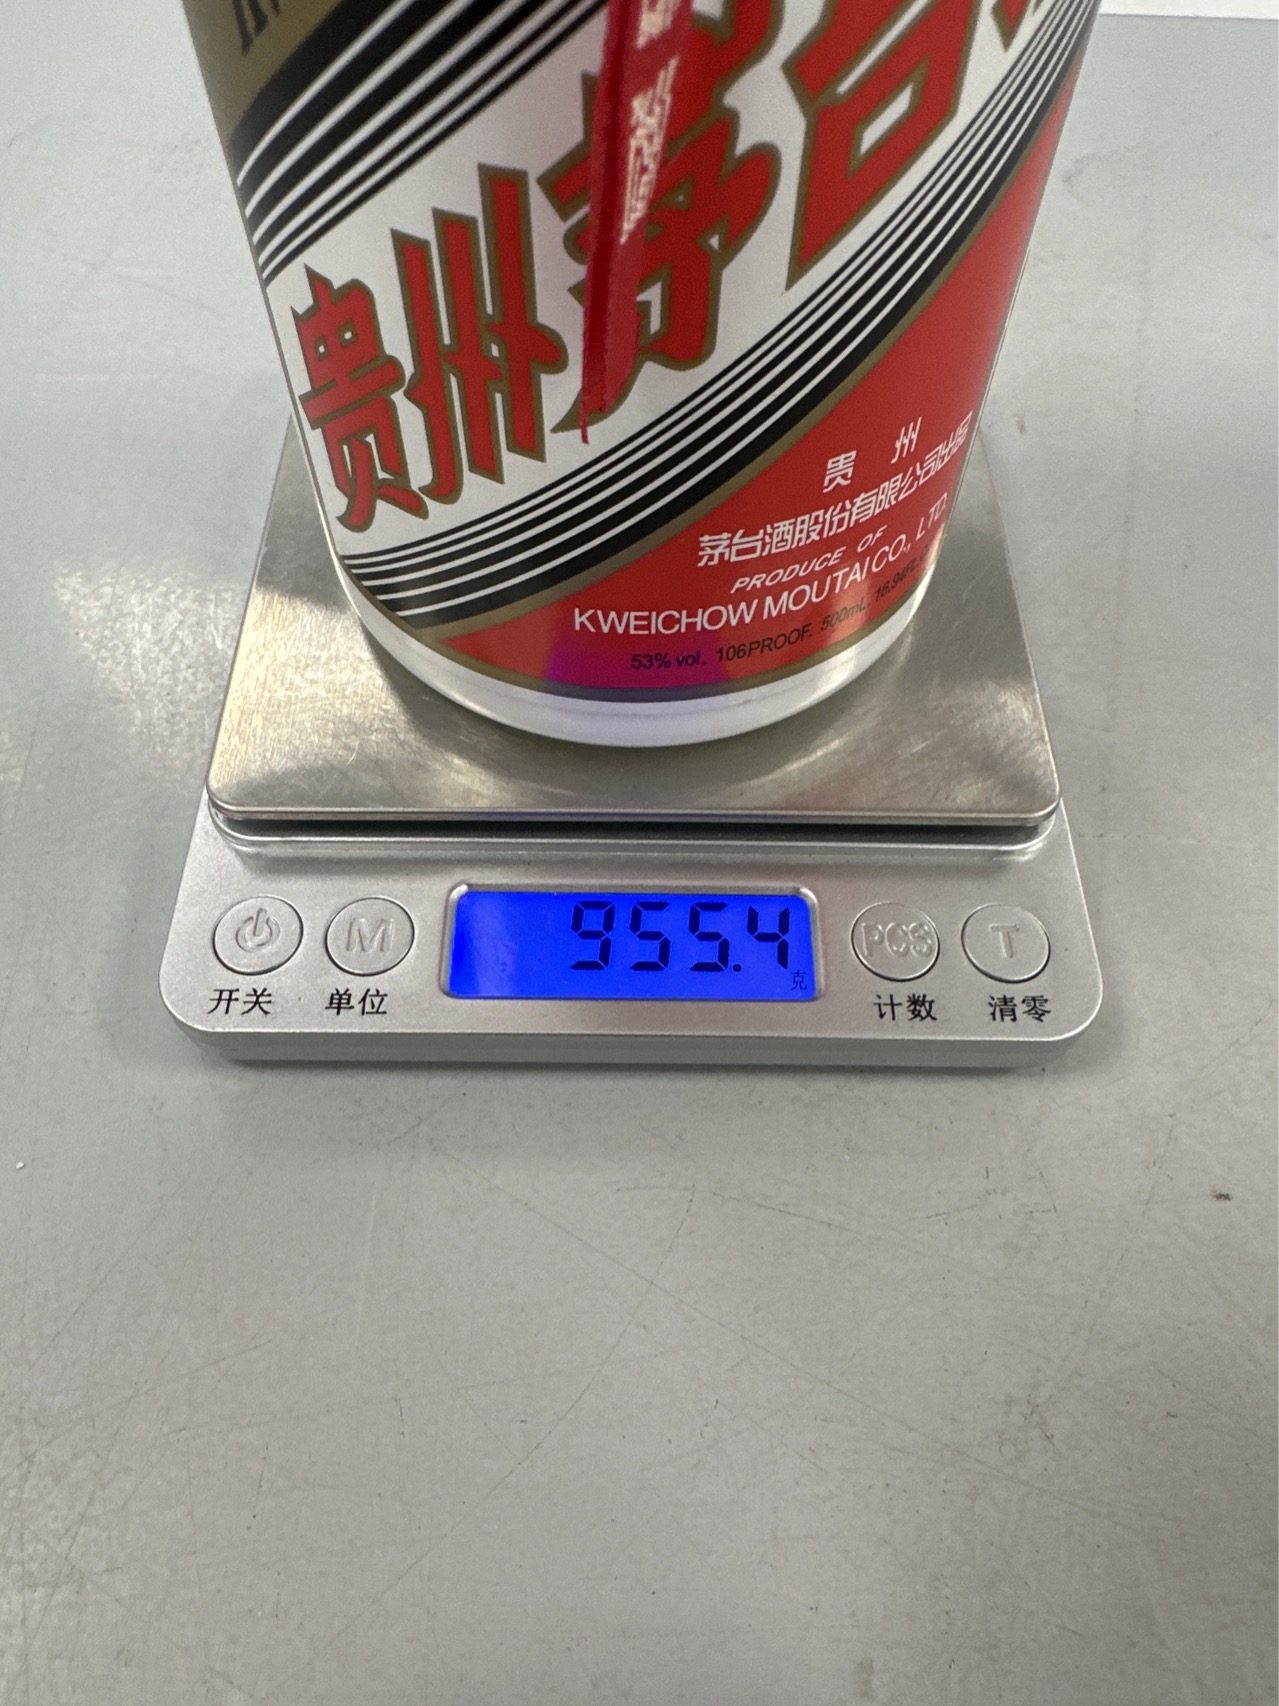 贵州茅台
贵 州
茅台酒股份有限公司出品
PRODUCE OF
KWEICHOW MOUTAI CO., LTD.
53% vol. 106PROOF. 500mL.
955.4
克
M
PCS
T
开关
单位
计数
清零